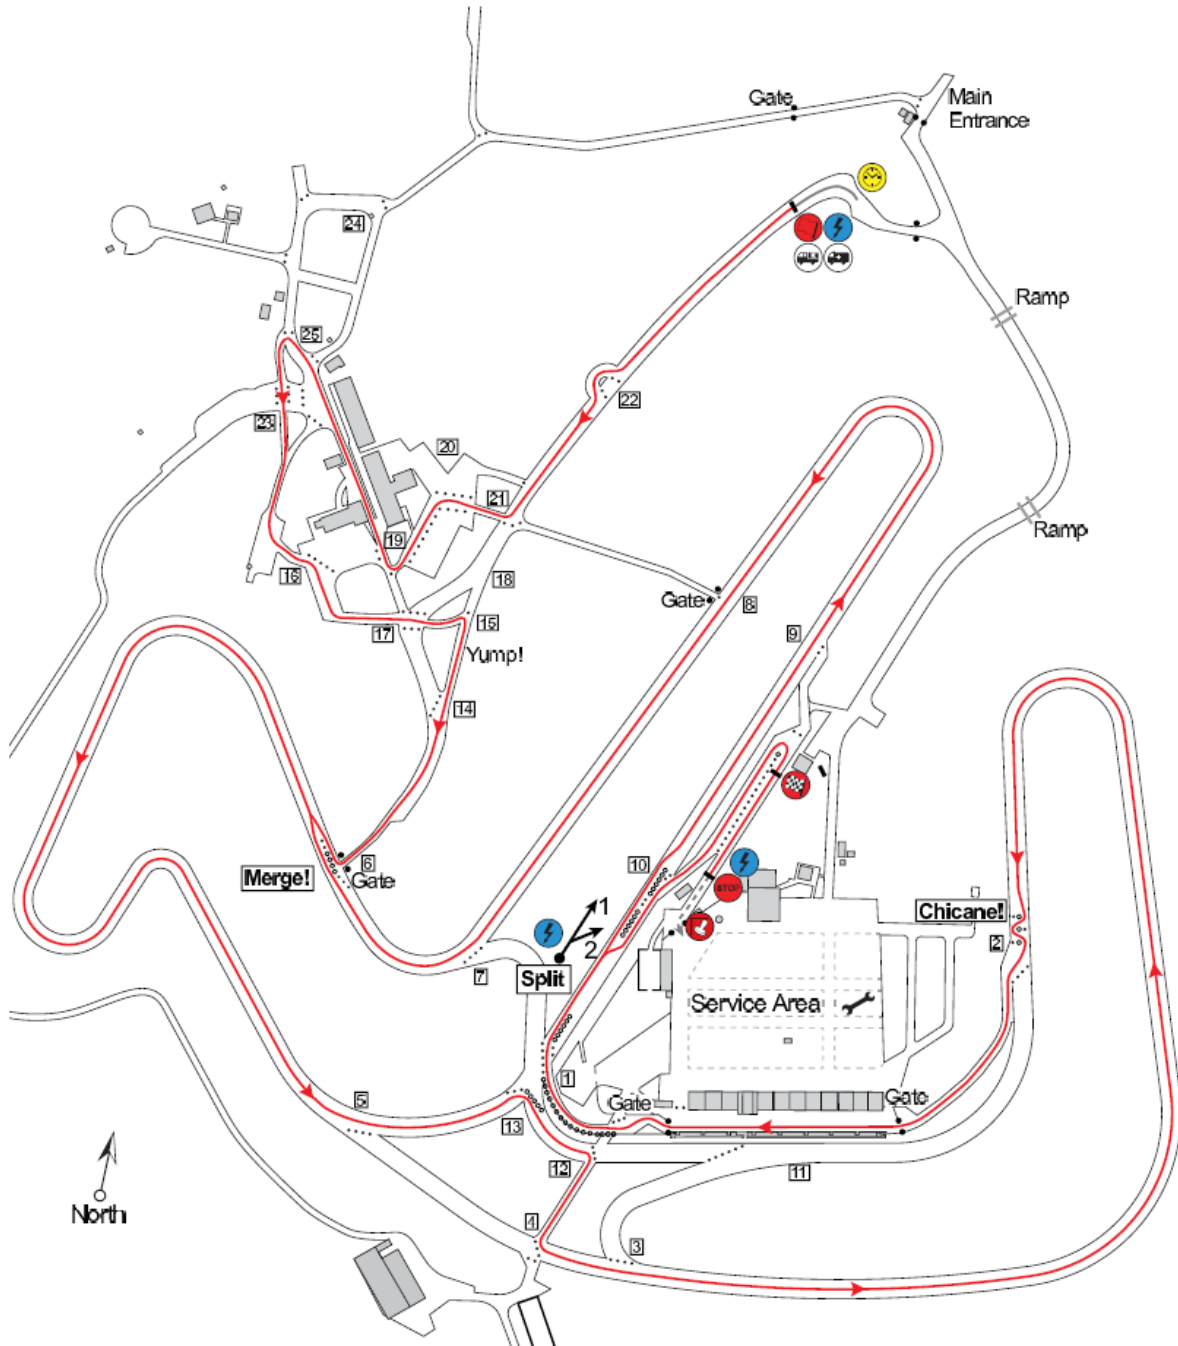 Gate
Main
Entrance
24
Ramp
25
22
23
20
21
Ramp
19
16
18
Gate
8
15
17
Yump!
9
14
10
6
Merge!
Gate
1
2
STOP
Chicane!
2
7
Split
Service Area
1
5
Gate
Gate
13
12
11
4
3
North